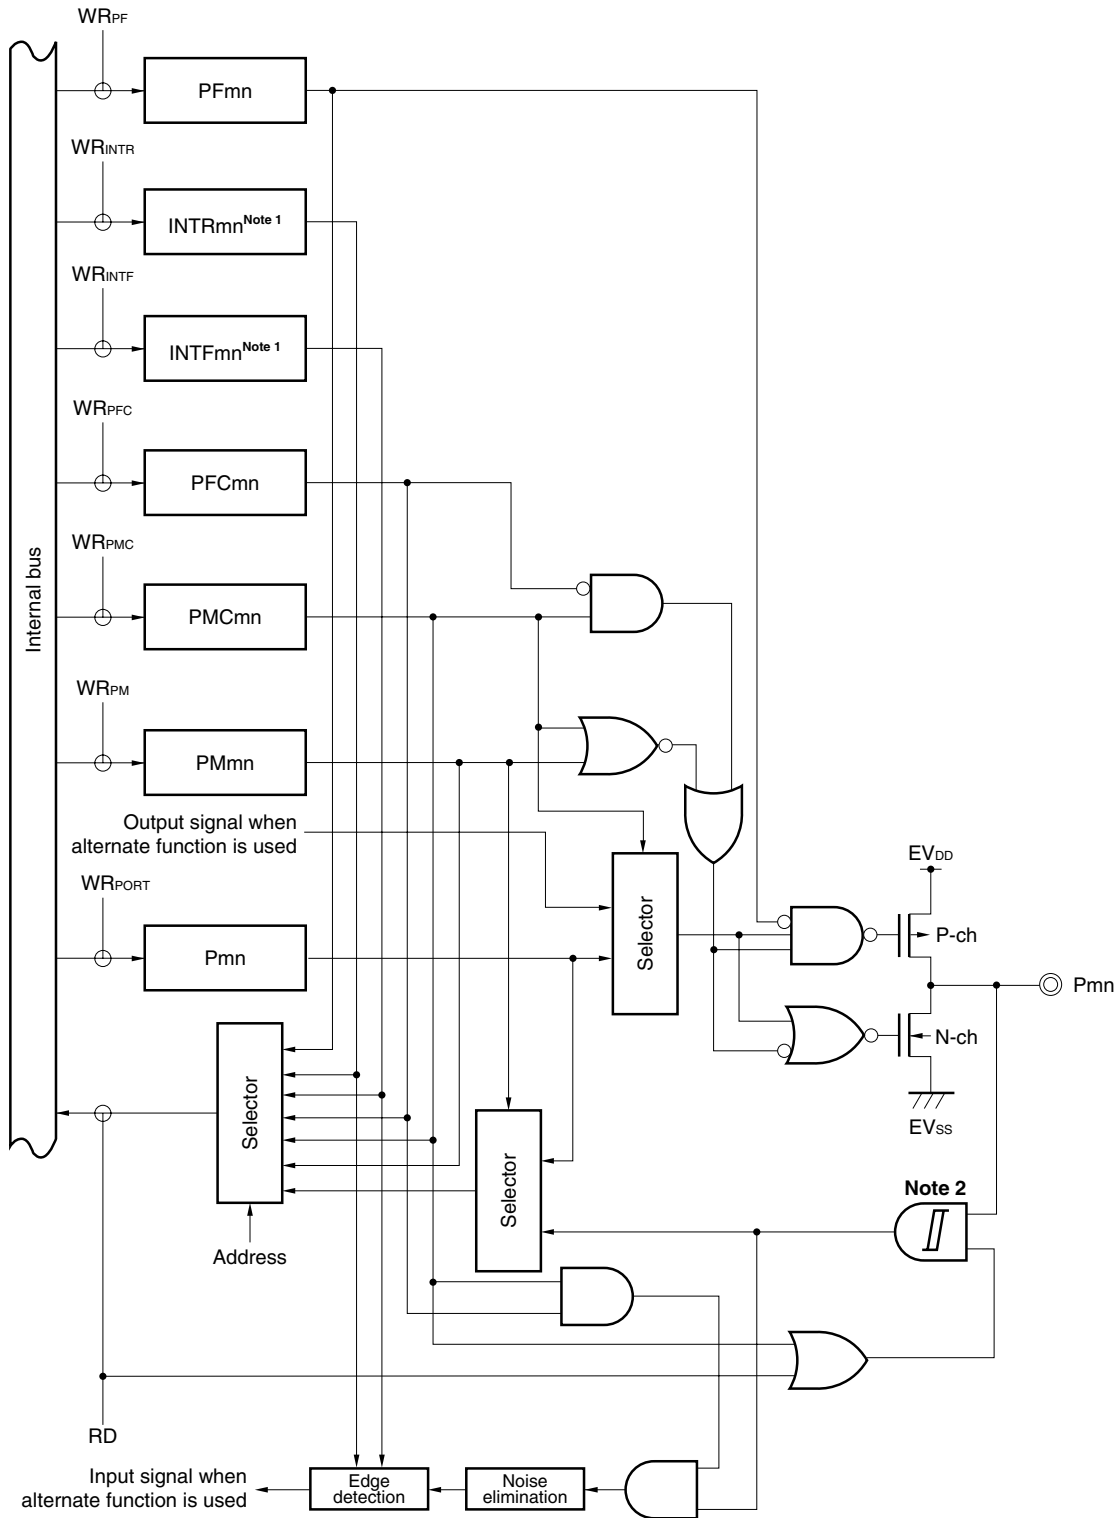 WRPF
PFmn
WRINTR
INTRmnNote 1
WRINTF
INTFmnNote 1
WRPFC
PFCmn
WRPMC
PMCmn
Internal bus
WRPM
PMmn
Output signal when
alternate function is used
WRPORT
Pmn
Selector
EVDD
P-ch
Pmn
N-ch
EVSS
Selector
Selector
Address
Note 2
RD
Input signal when
alternate function is used
Edge
detection
Noise
elimination